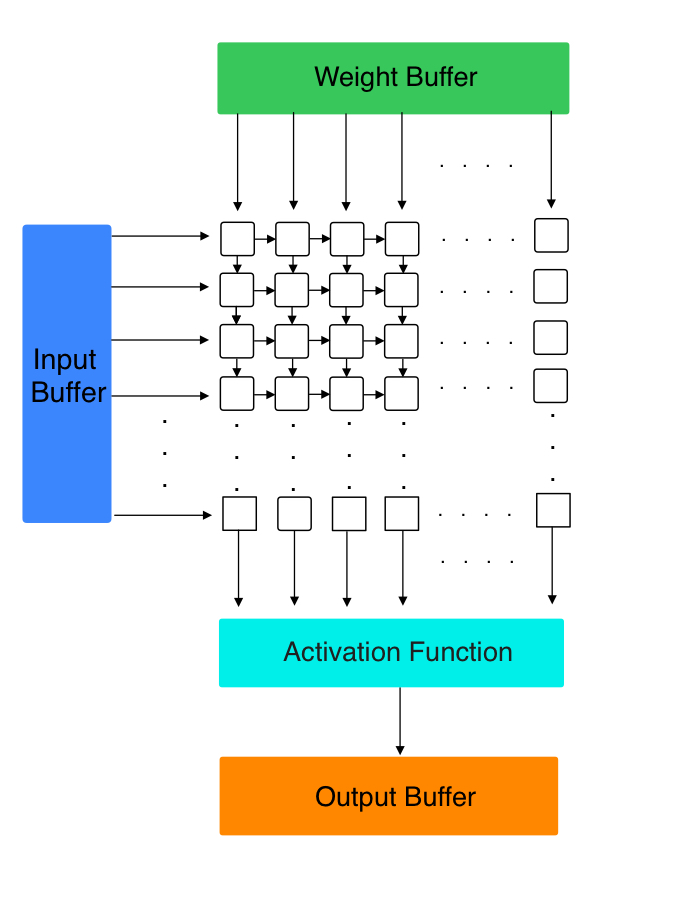 Weight Buffer
Input
Buffer
Activation Function
Output Buffer